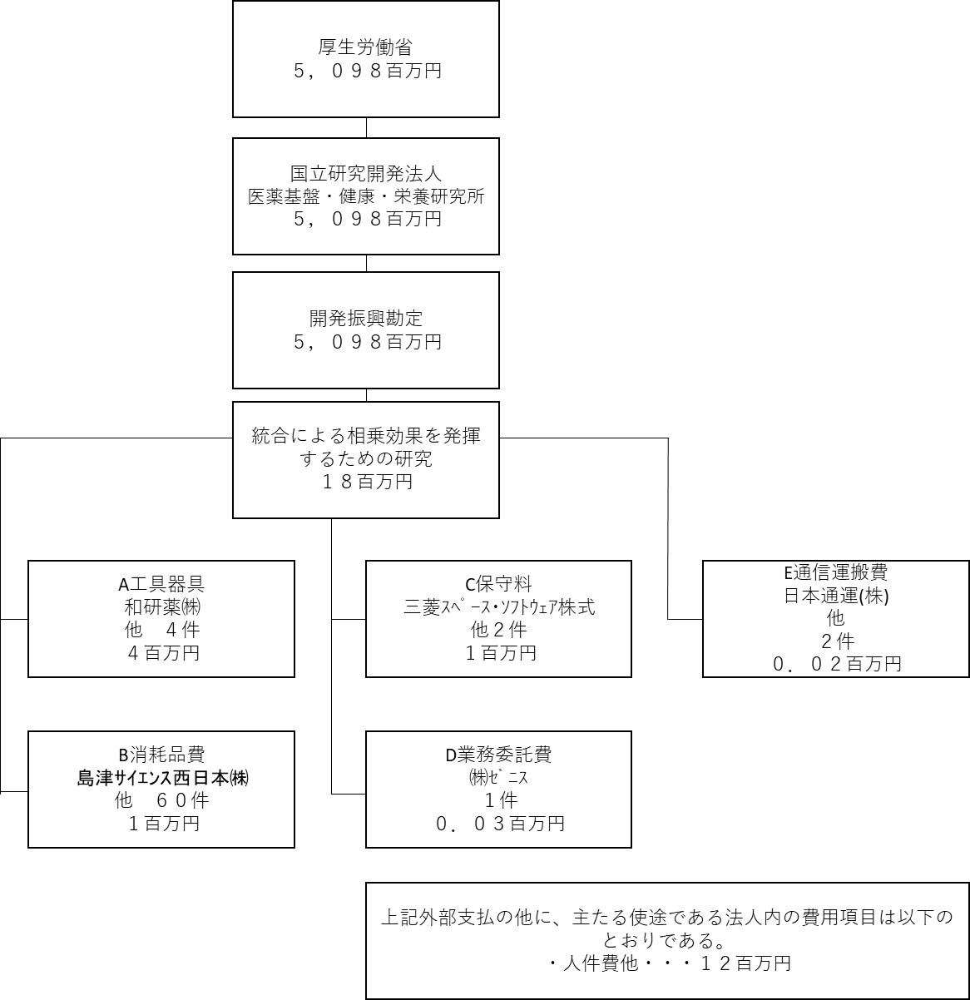 厚生労働省
５，０９８百万円
国立研究開発法人
医薬基盤・健康・栄養研究所
５，０９８百万円
開発振興勘定
５，０９８百万円
統合による相乗効果を発揮
するための研究
１８百万円
A工具器具
和研薬㈱
他　４件
４百万円
C保守料
三菱ｽﾍﾟｰｽ･ｿﾌﾄｳｪｱ株式
他２件
１百万円
E通信運搬費
日本通運(株)
他
２件
０．０２百万円
B消耗品費
島津ｻｲｴﾝｽ西日本㈱
他　６０件
１百万円
D業務委託費
㈱ｾﾞﾆｽ
１件
０．０３百万円
上記外部支払の他に、主たる使途である法人内の費用項目は以下の
とおりである。
・人件費他・・・１２百万円